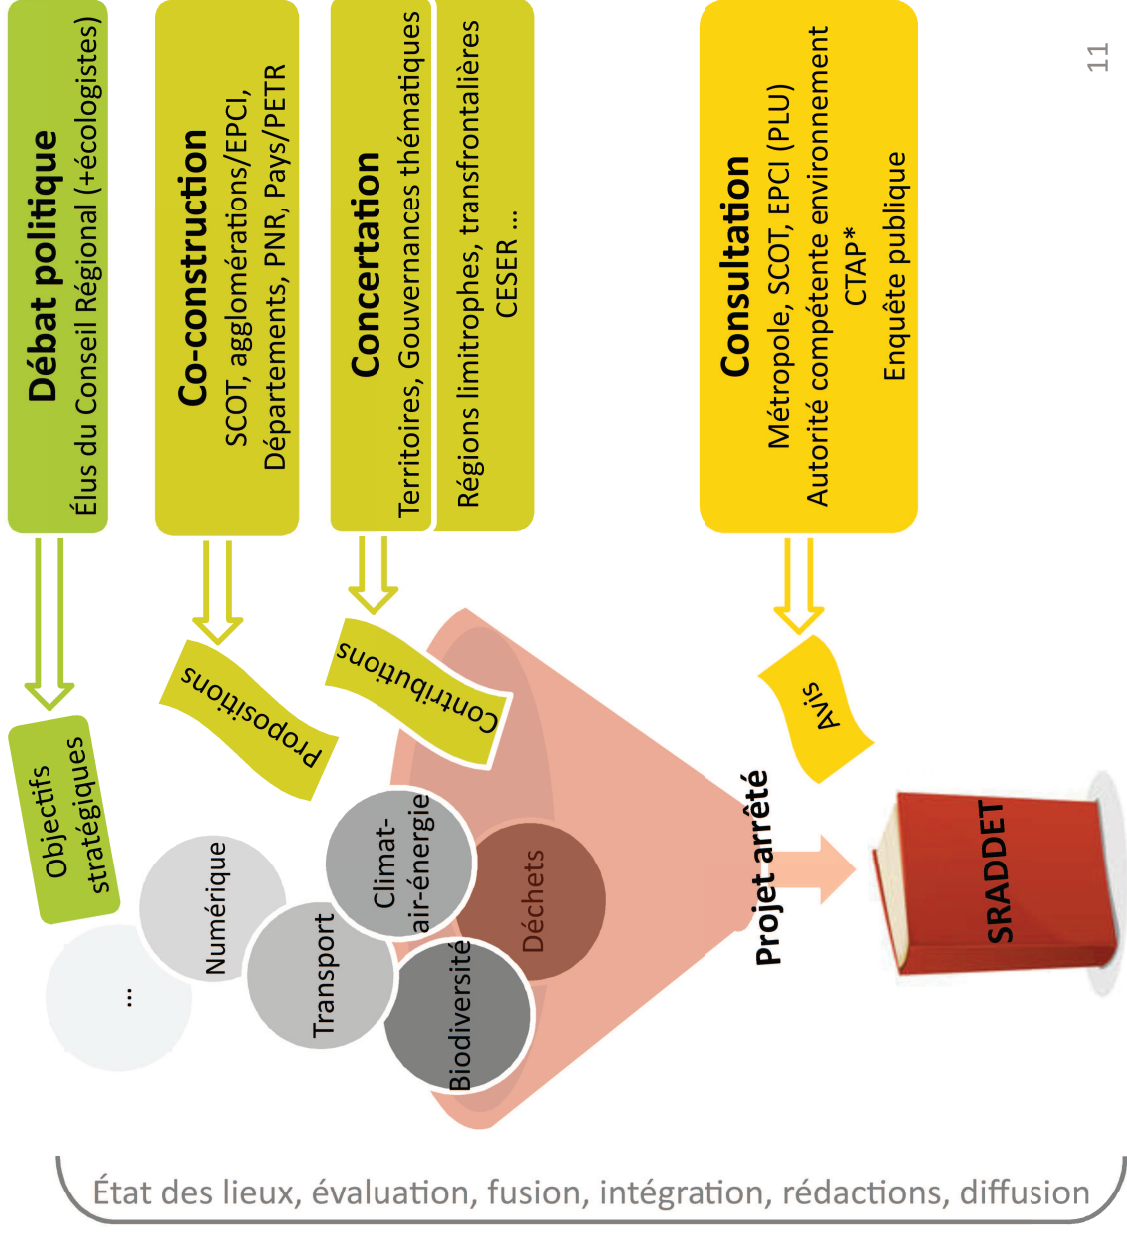 Débat politique
Élus du Conseil Régional (+écologistes)
Co-construction
SCOT, agglomérations/EPCI,
Départements, PNR, Pays/PETR
Concertation
Territoires, Gouvernances thématiques
Régions limitrophes, transfrontalières
CESER ...
Consultation
Métropole, SCOT, EPCI (PLU)
Autorité compétente environnement
CTAP*
Enquête publique
Objectifs
stratégiques
Propositions
Contributions
Avis
...
Numérique
Transport
Climat-
air-énergie
Biodiversité
Déchets
Projet arrêté
SRADDET
État des lieux, évaluation, fusion, intégration, rédactions, diffusion
11